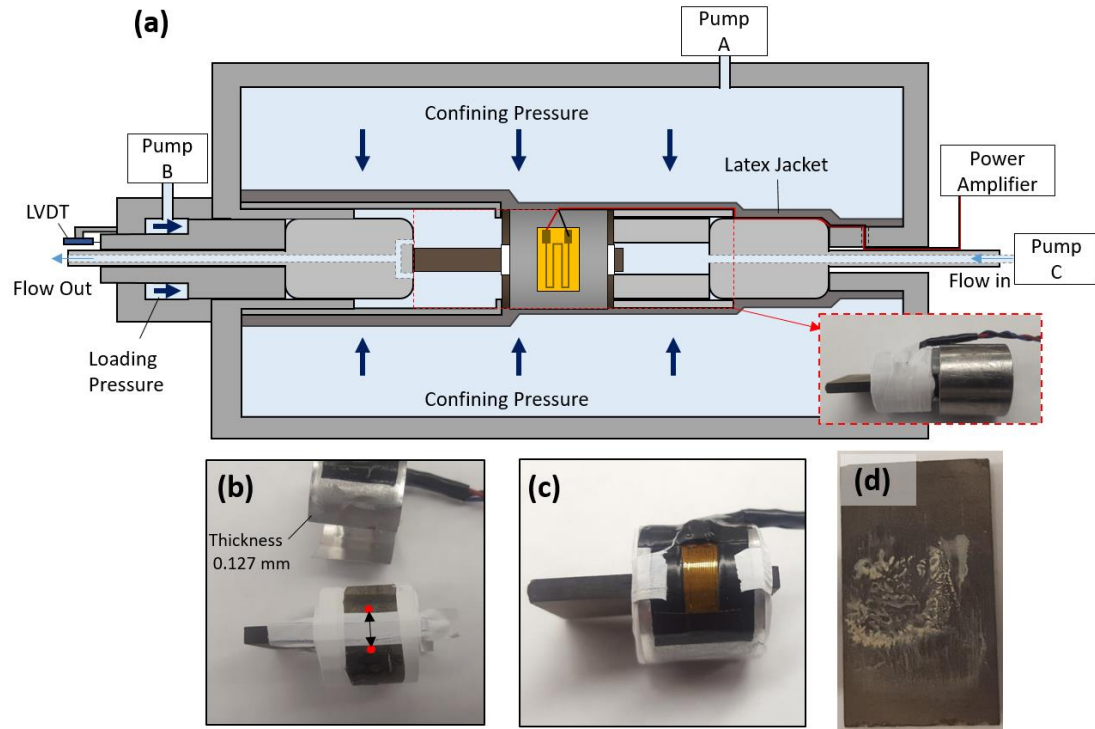 (a)
Pump
A
Confining Pressure
Pump
B
Latex Jacket
Power
Amplifier
LVDT
Pump
C
Flow Out
Flow in
Loading
Pressure
Confining Pressure
(b)
Thickness
0.127 mm
(c)
(d)